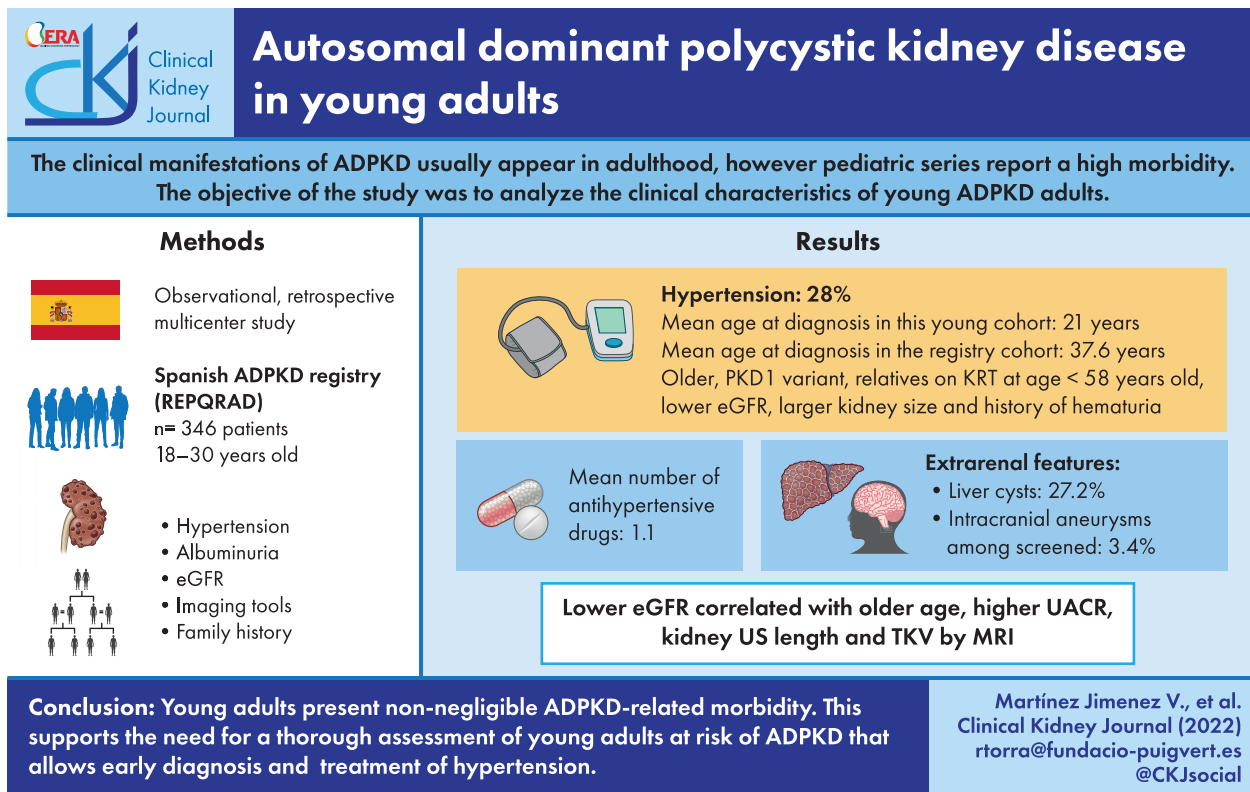 ERA
CKJ
Clinical
Kidney
Journal
Autosomal dominant polycystic kidney disease
in young adults
The clinical manifestations of ADPKD usually appear in adulthood, however pediatric series report a high morbidity.
The objective of the study was to analyze the clinical characteristics of young ADPKD adults.
Methods
Observational, retrospective
multicenter study
Spanish ADPKD registry
(REPQRAD)
n= 346 patients
18–30 years old
• Hypertension
• Albuminuria
• eGFR
• Imaging tools
• Family history
Results
Hypertension: 28%
Mean age at diagnosis in this young cohort: 21 years
Mean age at diagnosis in the registry cohort: 37.6 years
Older, PKD1 variant, relatives on KRT at age < 58 years old,
lower eGFR, larger kidney size and history of hematuria
Mean number of
antihypertensive
drugs: 1.1
Extrarenal features:
• Liver cysts: 27.2%
• Intracranial aneurysms
among screened: 3.4%
Lower eGFR correlated with older age, higher UACR,
kidney US length and TKV by MRI
Conclusion: Young adults present non-negligible ADPKD-related morbidity. This
supports the need for a thorough assessment of young adults at risk of ADPKD that
allows early diagnosis and  treatment of hypertension.
Martínez Jimenez V., et al.
Clinical Kidney Journal (2022)
rtorra@fundacio-puigvert.es
@CKJsocial